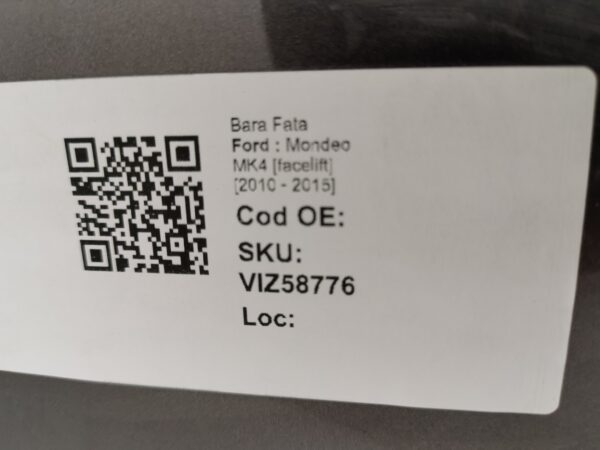 Bara Fata
Ford : Mondeo
MK4 [facelift]
[2010 - 2015]
Cod OE:
SKU:
VIZ58776
Loc: